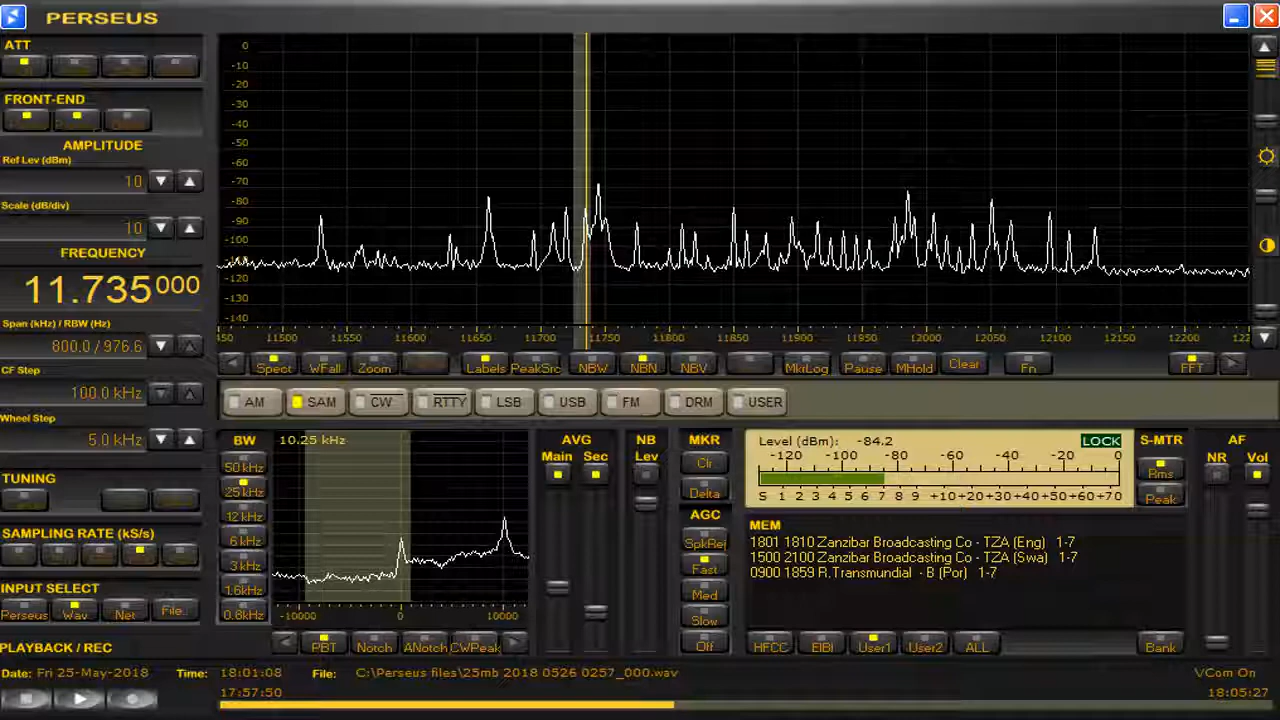 PERSEUS
ATT
FRONT-END
AMPLITUDE
Ref Lev (dBm)
10
Scale (dB/div)
10
FREQUENCY
11.735000
Span (kHz) / RBW (Hz)
800.0 / 976.6
CF Step
100.0 kHz
Wheel Step
5.0 kHz
TUNING
SAMPLING RATE (kS/s)
INPUT SELECT
Perseus Wav Net File..
PLAYBACK / REC
0
-10
-20
-30
-40
-50
-60
-70
-80
-90
-100
-120
-130
-140
450 11500 11550 11600 11650 11700 11750 11800 11850 11900 11950 12000 12050 12100 12150 12200
Spect WFall Zoom Labels PeakSrc NBW NBN NBV MkrLog Pause MHold Clear Fn FFT
AM SAM CW RTTY LSB USB FM DRM USER
BW
50 kHz
25 kHz
12 kHz
6 kHz
3 kHz
1.6kHz
0.8kHz
10.25 kHz
-10000 0 10000
PBT Notch ANotch CWPeak
AVG
Main Sec
NB
Lev
MKR
Clr
Delta
AGC
SpkRej
Fast
Med
Slow
Off
Level (dBm): -84.2 LOCK
-120 -100 -80 -60 -40 -20 0
S 1 2 3 4 5 6 7 8 9 +10+20+30+40+50+60+70
S-MTR
Rms
Peak
AF
NR Vol
MEM
1801 1810 Zanzibar Broadcasting Co - TZA (Eng) 1-7
1500 2100 Zanzibar Broadcasting Co - TZA (Swa) 1-7
0900 1859 R.Transmundial - B (Por) 1-7
HFCC EIBI User1 User2 ALL Bank
Date: Fri 25-May-2018 Time: 18:01:08 File: C:\Perseus files\25mb 2018 0526 0257_000.wav VCom On
17:57:50 18:05:27